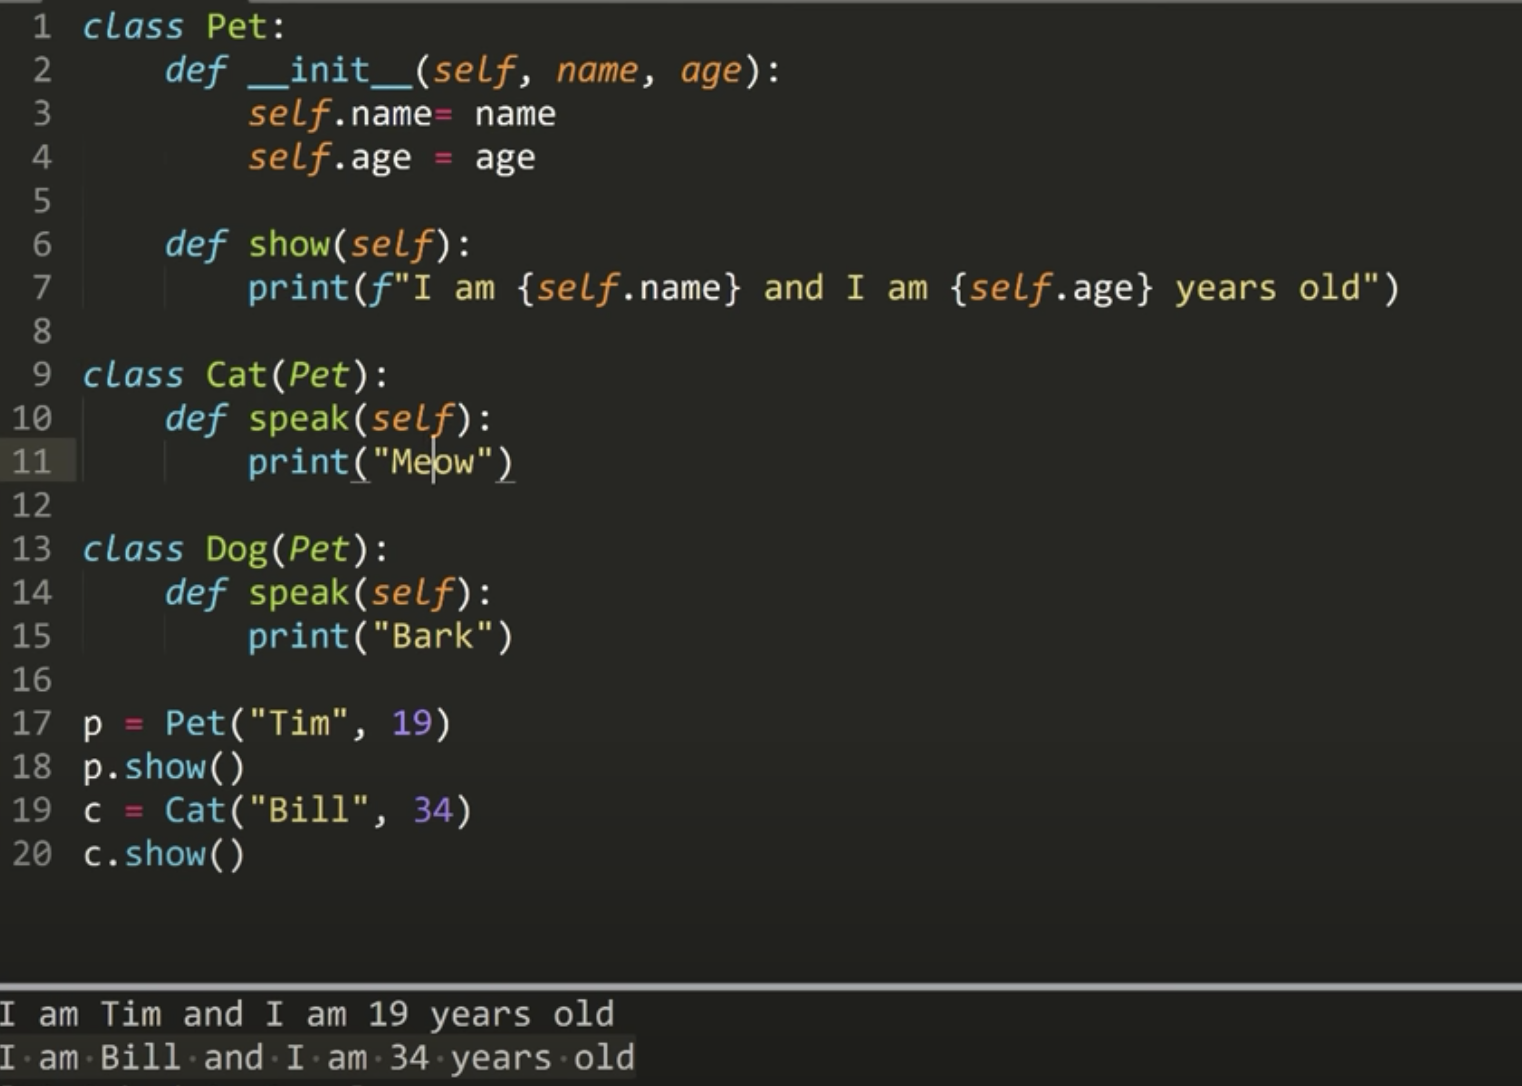 1 class Pet:
2     def __init__(self, name, age):
3         self.name= name
4         self.age = age
5
6     def show(self):
7         print(f"I am {self.name} and I am {self.age} years old")
8
9 class Cat(Pet):
10     def speak(self):
11         print("Meow")
12
13 class Dog(Pet):
14     def speak(self):
15         print("Bark")
16
17 p = Pet("Tim", 19)
18 p.show()
19 c = Cat("Bill", 34)
20 c.show()
I am Tim and I am 19 years old
I am Bill and I am 34 years old